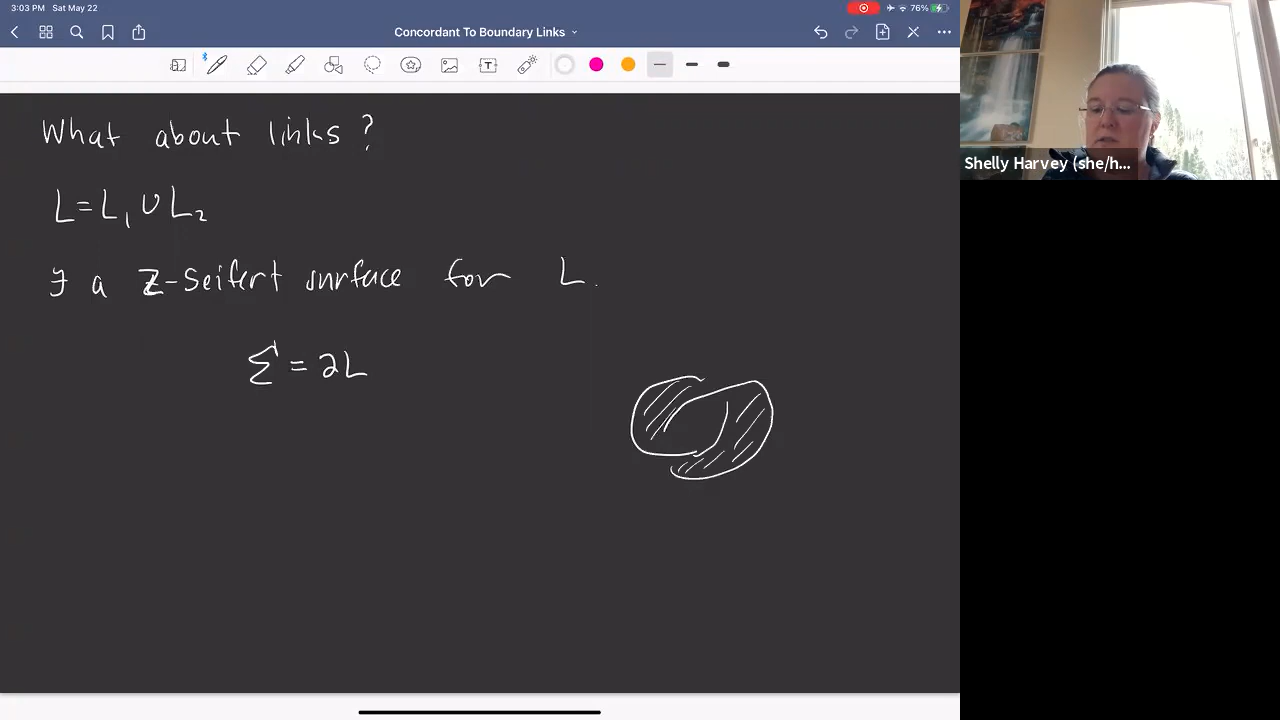 3:03 PM Sat May 22
76%
Concordant To Boundary Links
T
Shelly Harvey (she/h...
What about links?
L = L₁ ∪ L₂
∃ a Z-Seifert surface for L.
Σ = ∂L